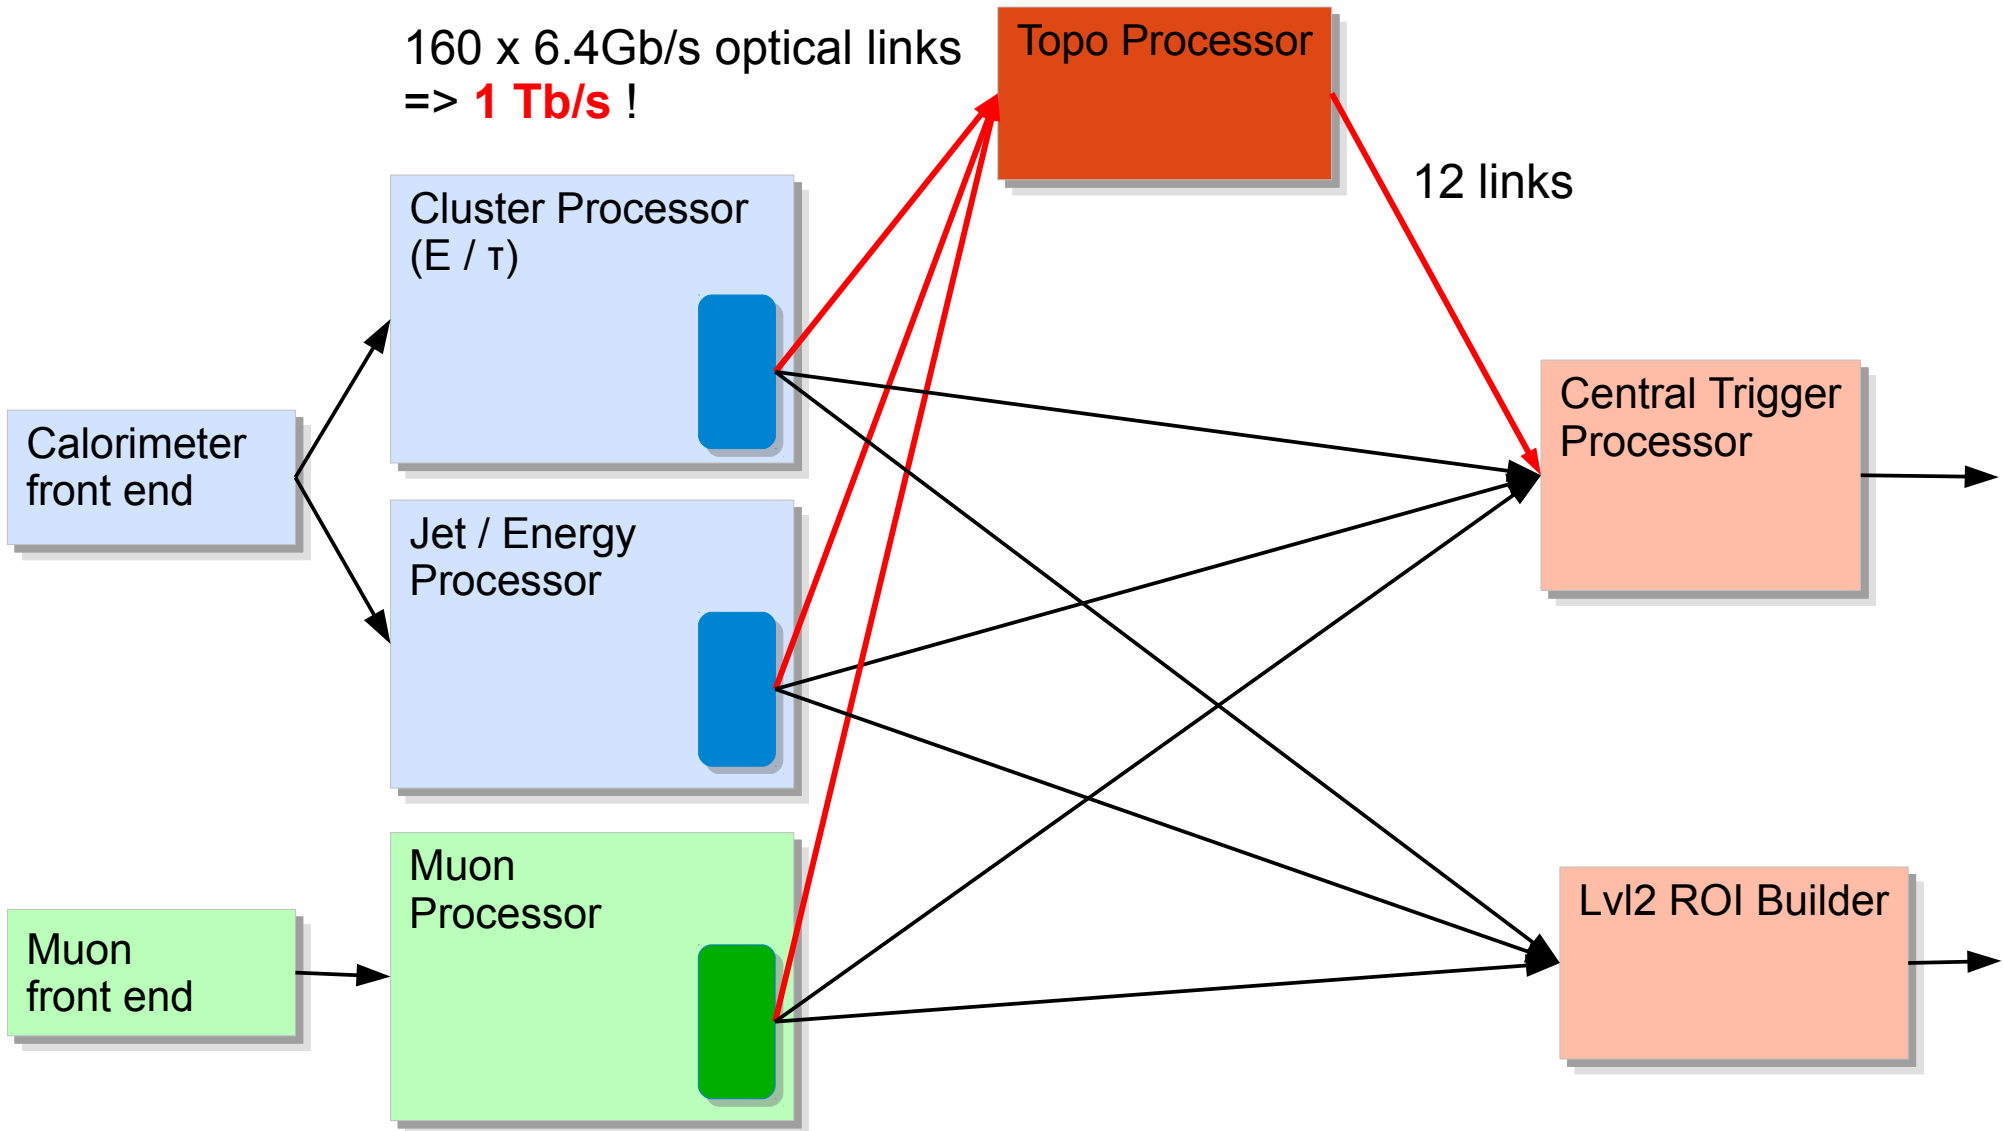 160 x 6.4Gb/s optical links
=> 1 Tb/s !
Topo Processor
12 links
Cluster Processor
(E / τ)
Calorimeter
front end
Jet / Energy
Processor
Central Trigger
Processor
Muon
Processor
Muon
front end
Lvl2 ROI Builder